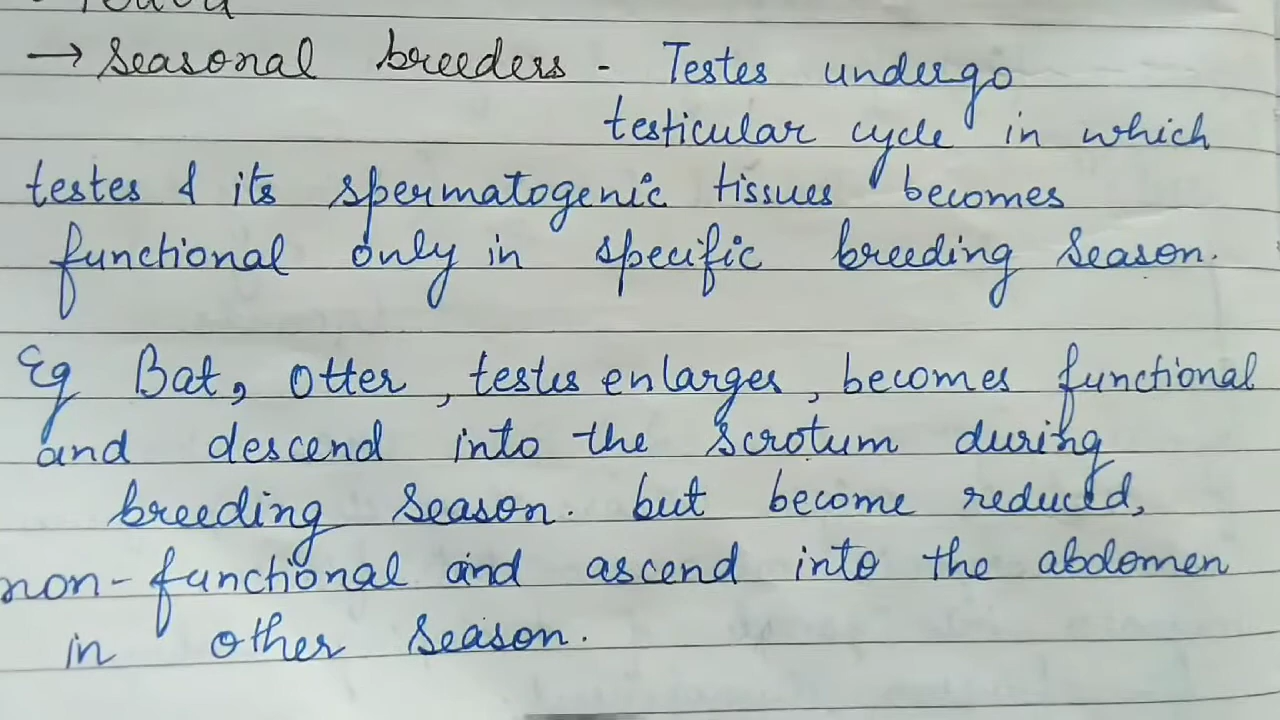 → Seasonal breeders - Testes undergo
testicular cycle in which
testes & its spermatogenic tissues becomes
functional only in specific breeding season.
Eg Bat, Otter, testes enlarges, becomes functional
and descend into the scrotum during
breeding season. but become reduced,
non-functional and ascend into the abdomen
in other season.